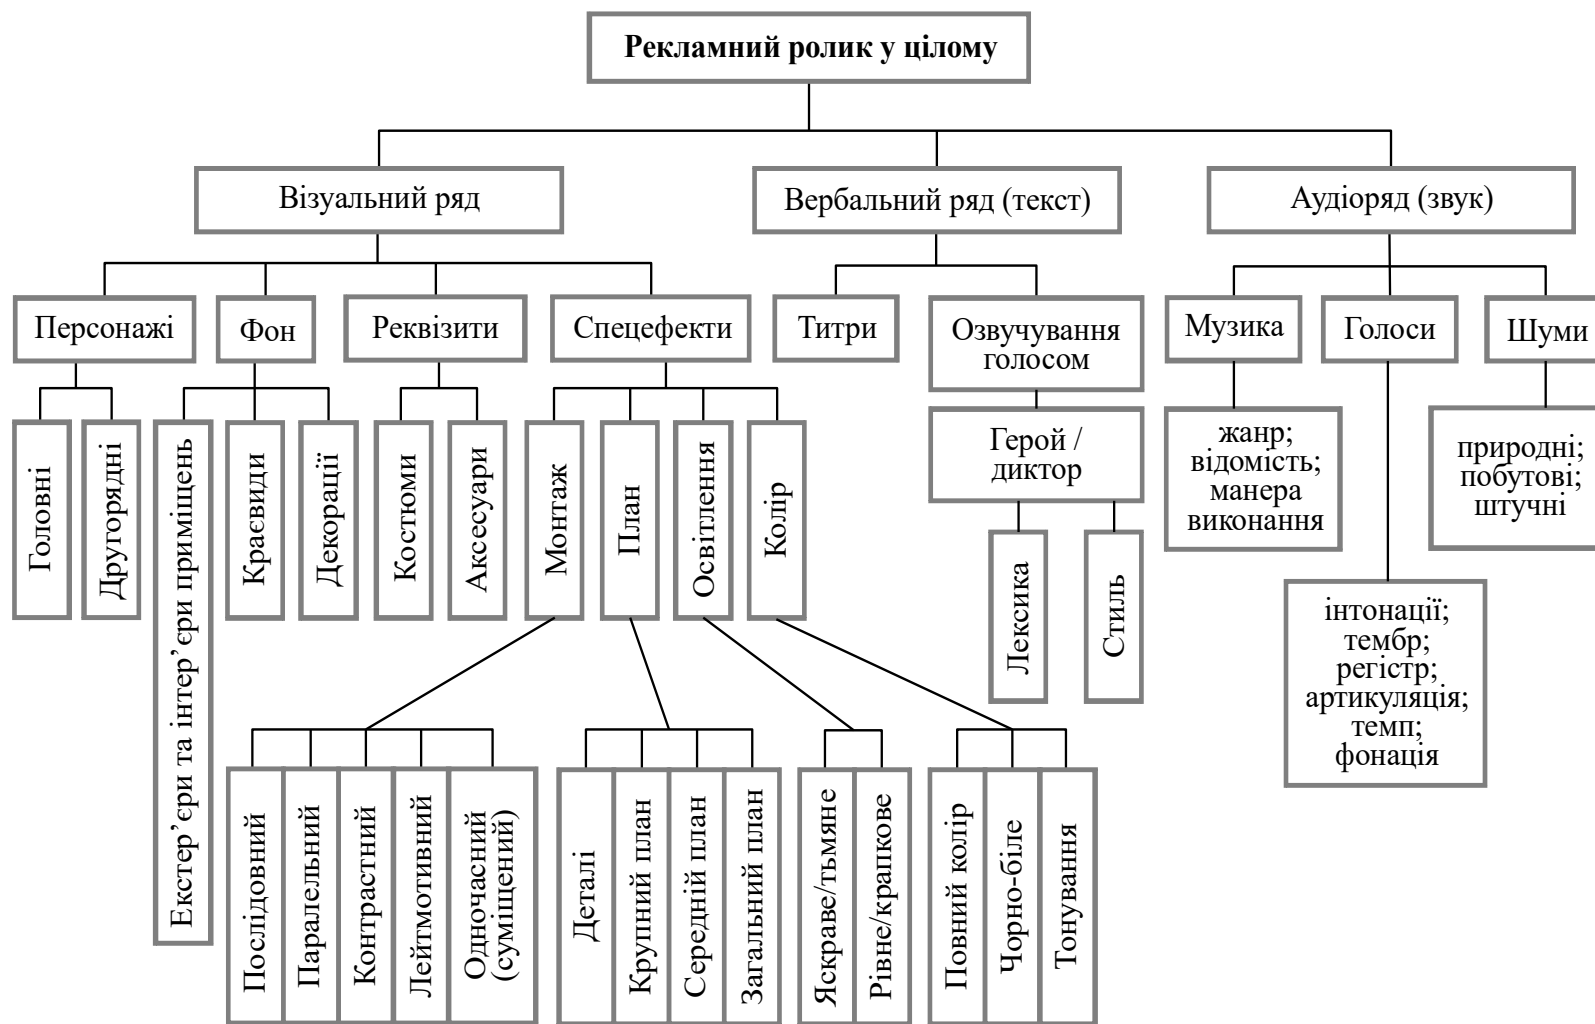 Рекламний ролик у цілому
Візуальний ряд
Вербальний ряд (текст)
Аудіоряд (звук)
Персонажі
Фон
Реквізити
Спецефекти
Титри
Озвучування
голосом
Музика
Голоси
Шуми
Головні
Другорядні
Екстер’єри та інтер’єри приміщень
Краєвиди
Декорації
Костюми
Аксесуари
Монтаж
План
Освітлення
Колір
Герой /
диктор
жанр;
відомість;
манера
виконання
природні;
побутові;
штучні
Лексика
Стиль
інтонації;
тембр;
регістр;
артикуляція;
темп;
фонація
Послідовний
Паралельний
Контрастний
Лейтмотивний
Одночасний
(суміщений)
Деталі
Крупний план
Середній план
Загальний план
Яскраве/тьмяне
Рівне/крапкове
Повний колір
Чорно-біле
Тонування